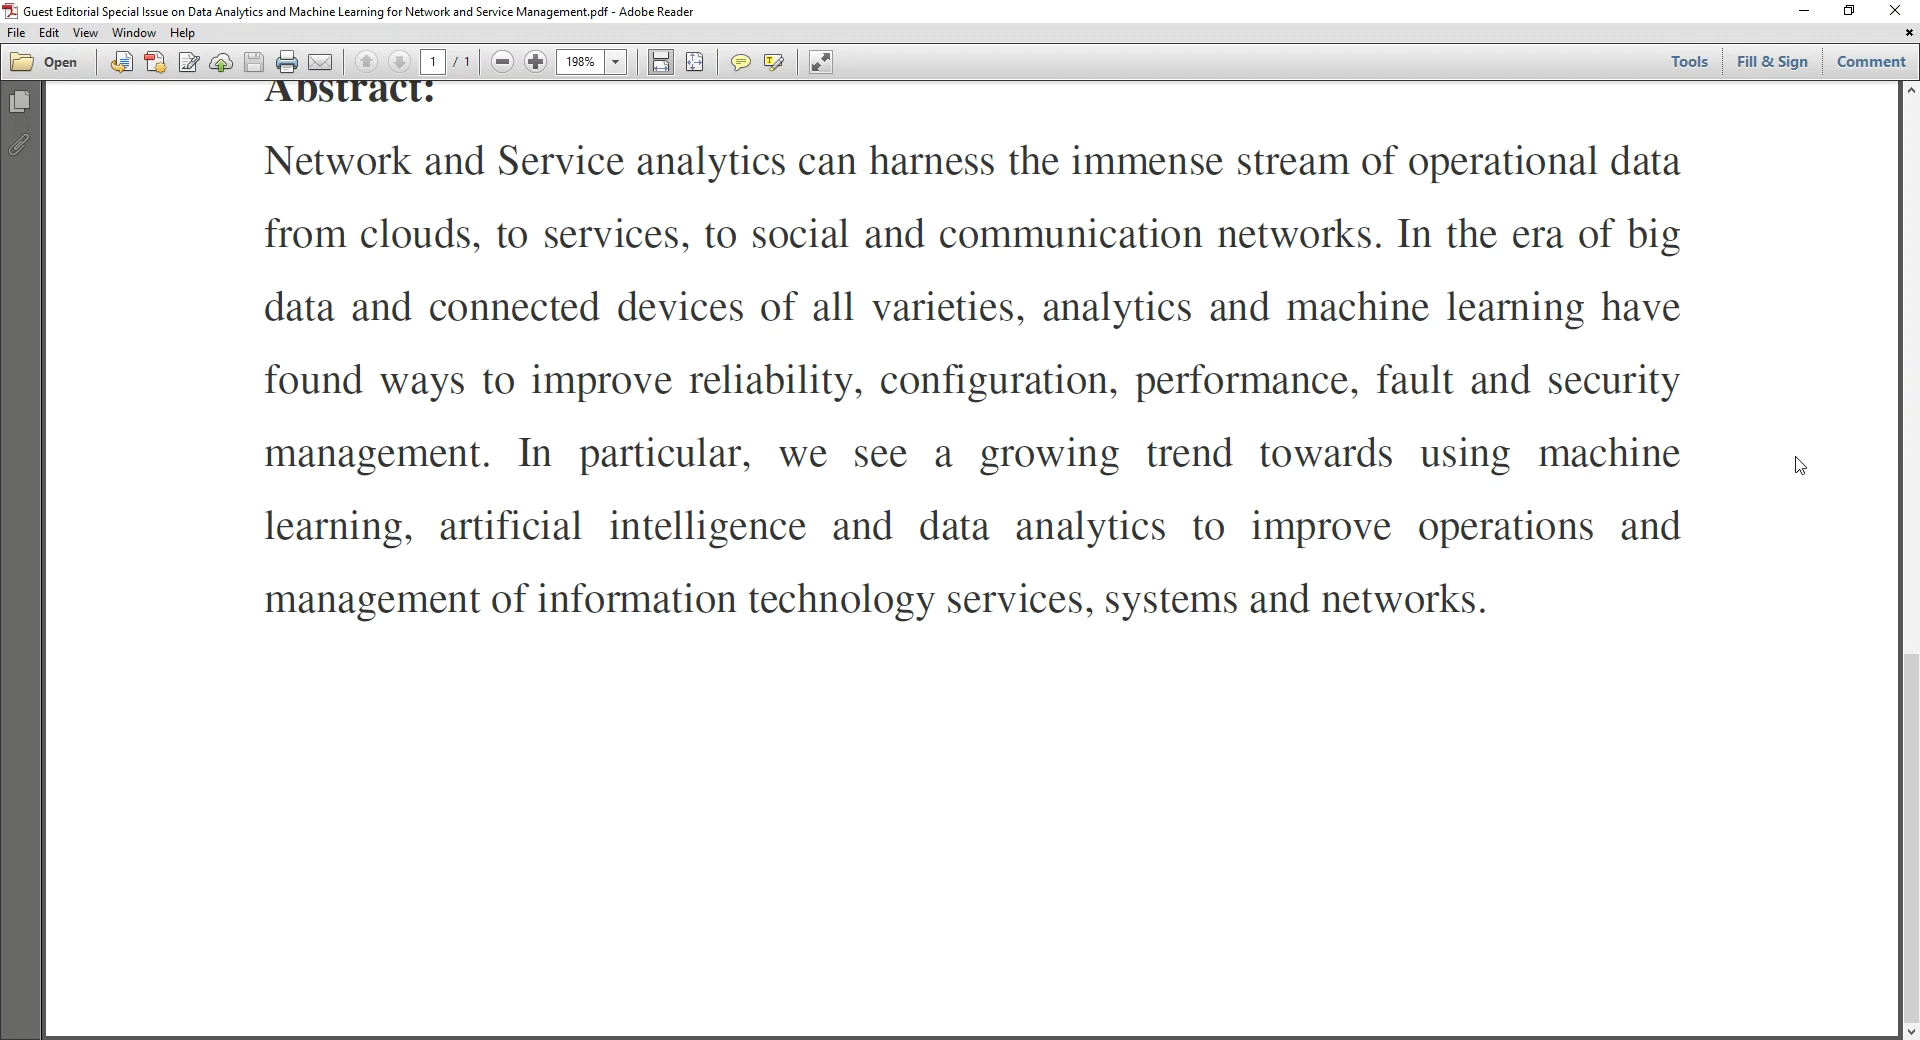 Guest Editorial Special Issue on Data Analytics and Machine Learning for Network and Service Management.pdf - Adobe Reader
File Edit View Window Help
Open 1 / 1 198% Tools Fill & Sign Comment
Abstract:
Network and Service analytics can harness the immense stream of operational data
from clouds, to services, to social and communication networks. In the era of big
data and connected devices of all varieties, analytics and machine learning have
found ways to improve reliability, configuration, performance, fault and security
management. In particular, we see a growing trend towards using machine
learning, artificial intelligence and data analytics to improve operations and
management of information technology services, systems and networks.